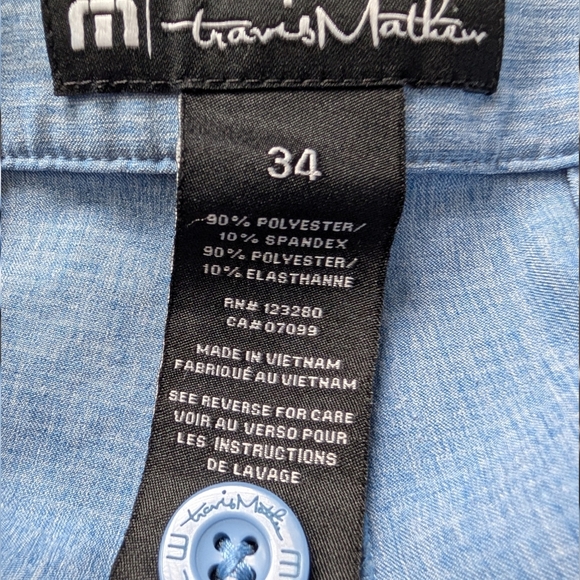 travisMathew
34
90% POLYESTER/
10% SPANDEX
90% POLYESTER/
10% ELASTHANNE
RN# 123280
CA# 07099
MADE IN VIETNAM
FABRIQUÉ AU VIETNAM
SEE REVERSE FOR CARE
VOIR AU VERSO POUR
LES INSTRUCTIONS
DE LAVAGE
travisMathew